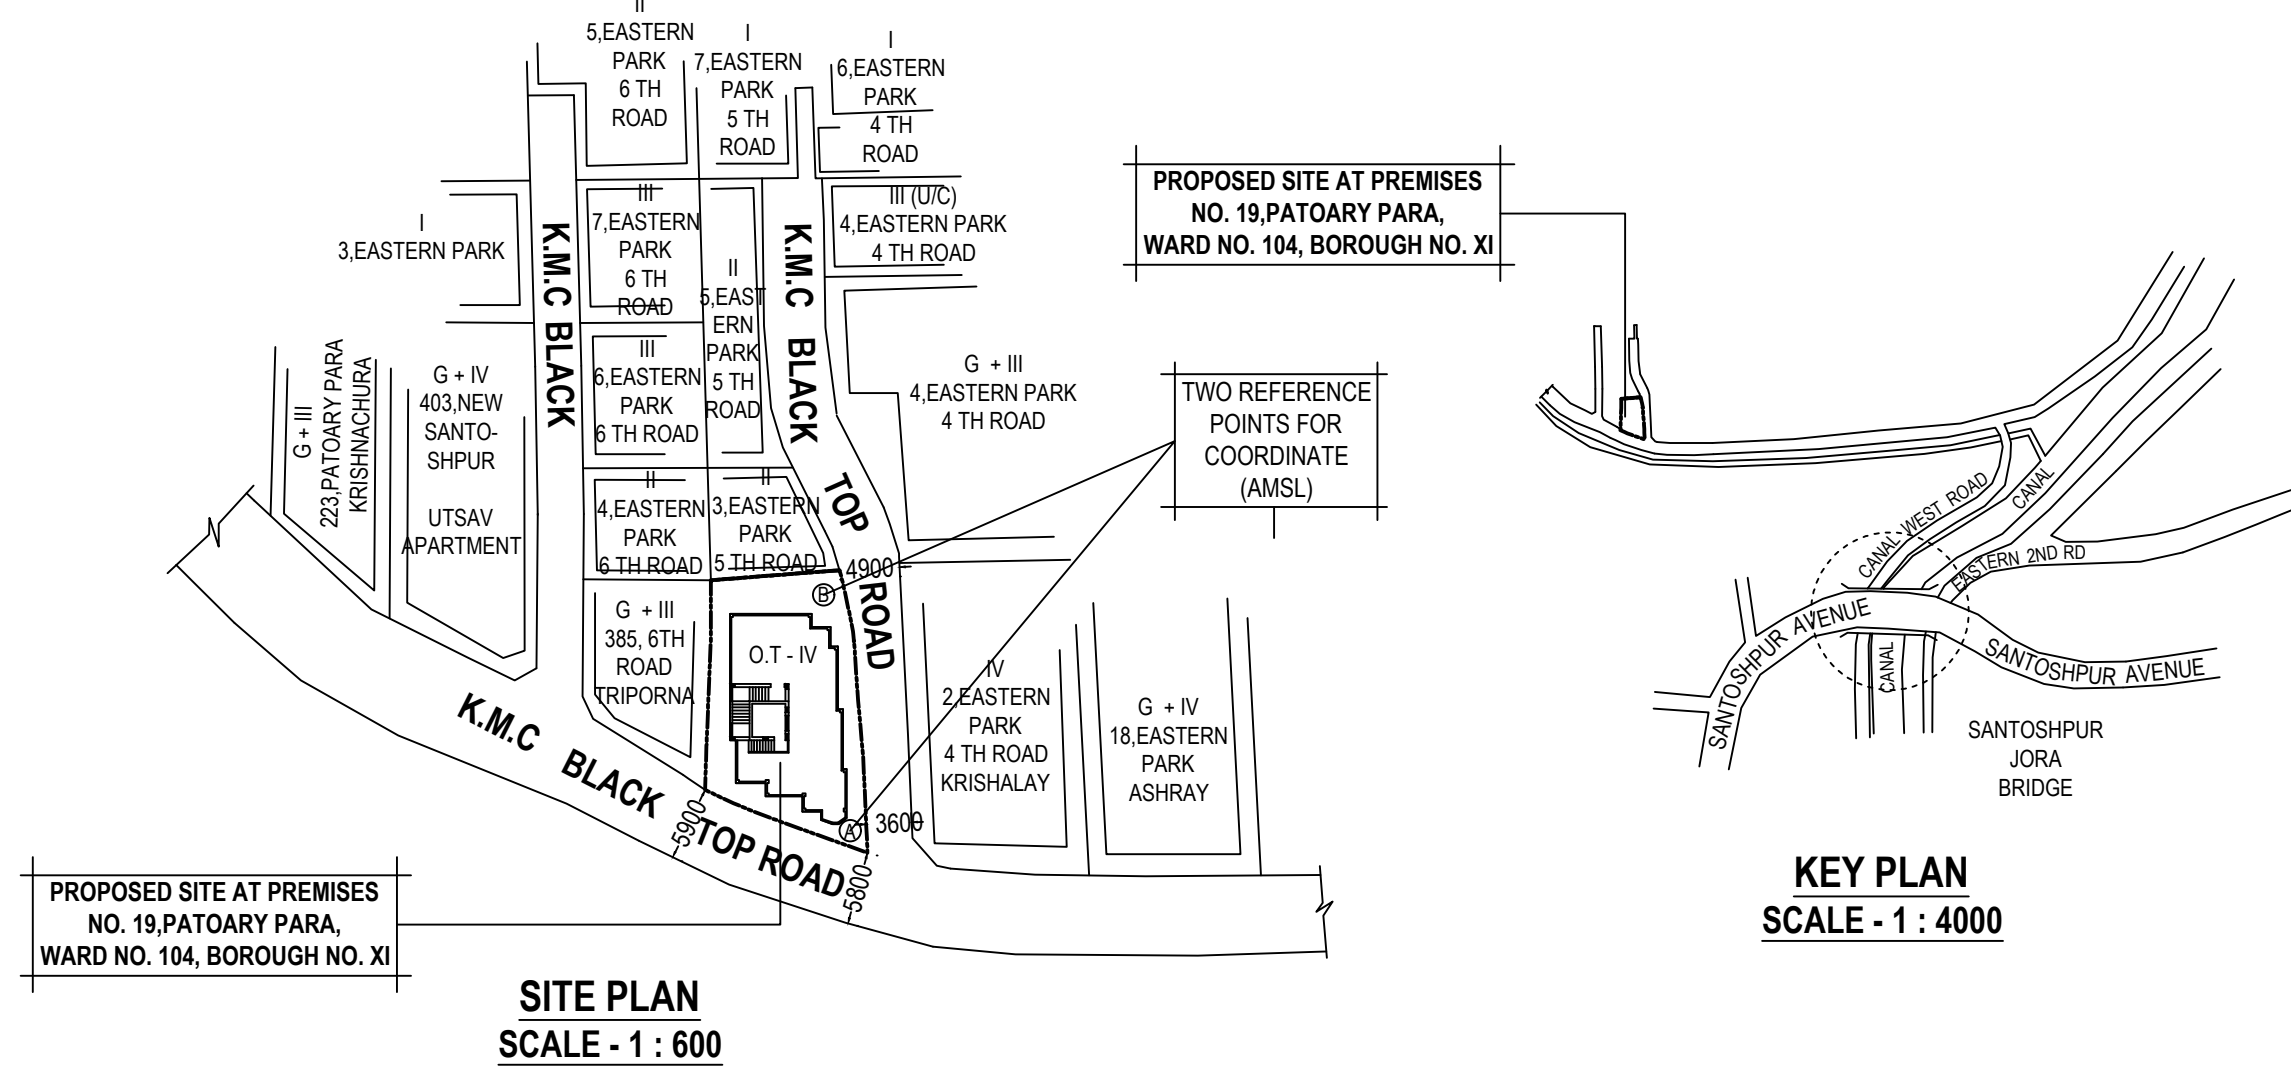 II
5,EASTERN
PARK
6 TH
ROAD
I
7,EASTERN
PARK
5 TH
ROAD
I
6,EASTERN
PARK
4 TH
ROAD
I
3,EASTERN PARK
K.M.C BLACK
III
7,EASTERN
PARK
6 TH
ROAD
II
5,EAST
ERN
PARK
5 TH
ROAD
K.M.C BLACK TOP ROAD
III (U/C)
4,EASTERN PARK
4 TH ROAD
G + III
223,PATOARY PARA
KRISHNACHURA
G + IV
403,NEW
SANTO-
SHPUR
UTSAV
APARTMENT
III
6,EASTERN
PARK
6 TH ROAD
G + III
4,EASTERN PARK
4 TH ROAD
II
4,EASTERN
PARK
6 TH ROAD
II
3,EASTERN
PARK
5 TH ROAD
4900
B
G + III
385, 6TH
ROAD
TRIPORNA
O.T - IV
IV
2,EASTERN
PARK
4 TH ROAD
KRISHALAY
G + IV
18,EASTERN
PARK
ASHRAY
A
3600
5900
5800
K.M.C BLACK TOP ROAD
TWO REFERENCE
POINTS FOR
COORDINATE
(AMSL)
PROPOSED SITE AT PREMISES
NO. 19,PATOARY PARA,
WARD NO. 104, BOROUGH NO. XI
SITE PLAN
SCALE - 1 : 600
PROPOSED SITE AT PREMISES
NO. 19,PATOARY PARA,
WARD NO. 104, BOROUGH NO. XI
CANAL WEST ROAD
CANAL
EASTERN 2ND RD
SANTOSHPUR AVENUE
CANAL
SANTOSHPUR AVENUE
SANTOSHPUR
JORA
BRIDGE
KEY PLAN
SCALE - 1 : 4000